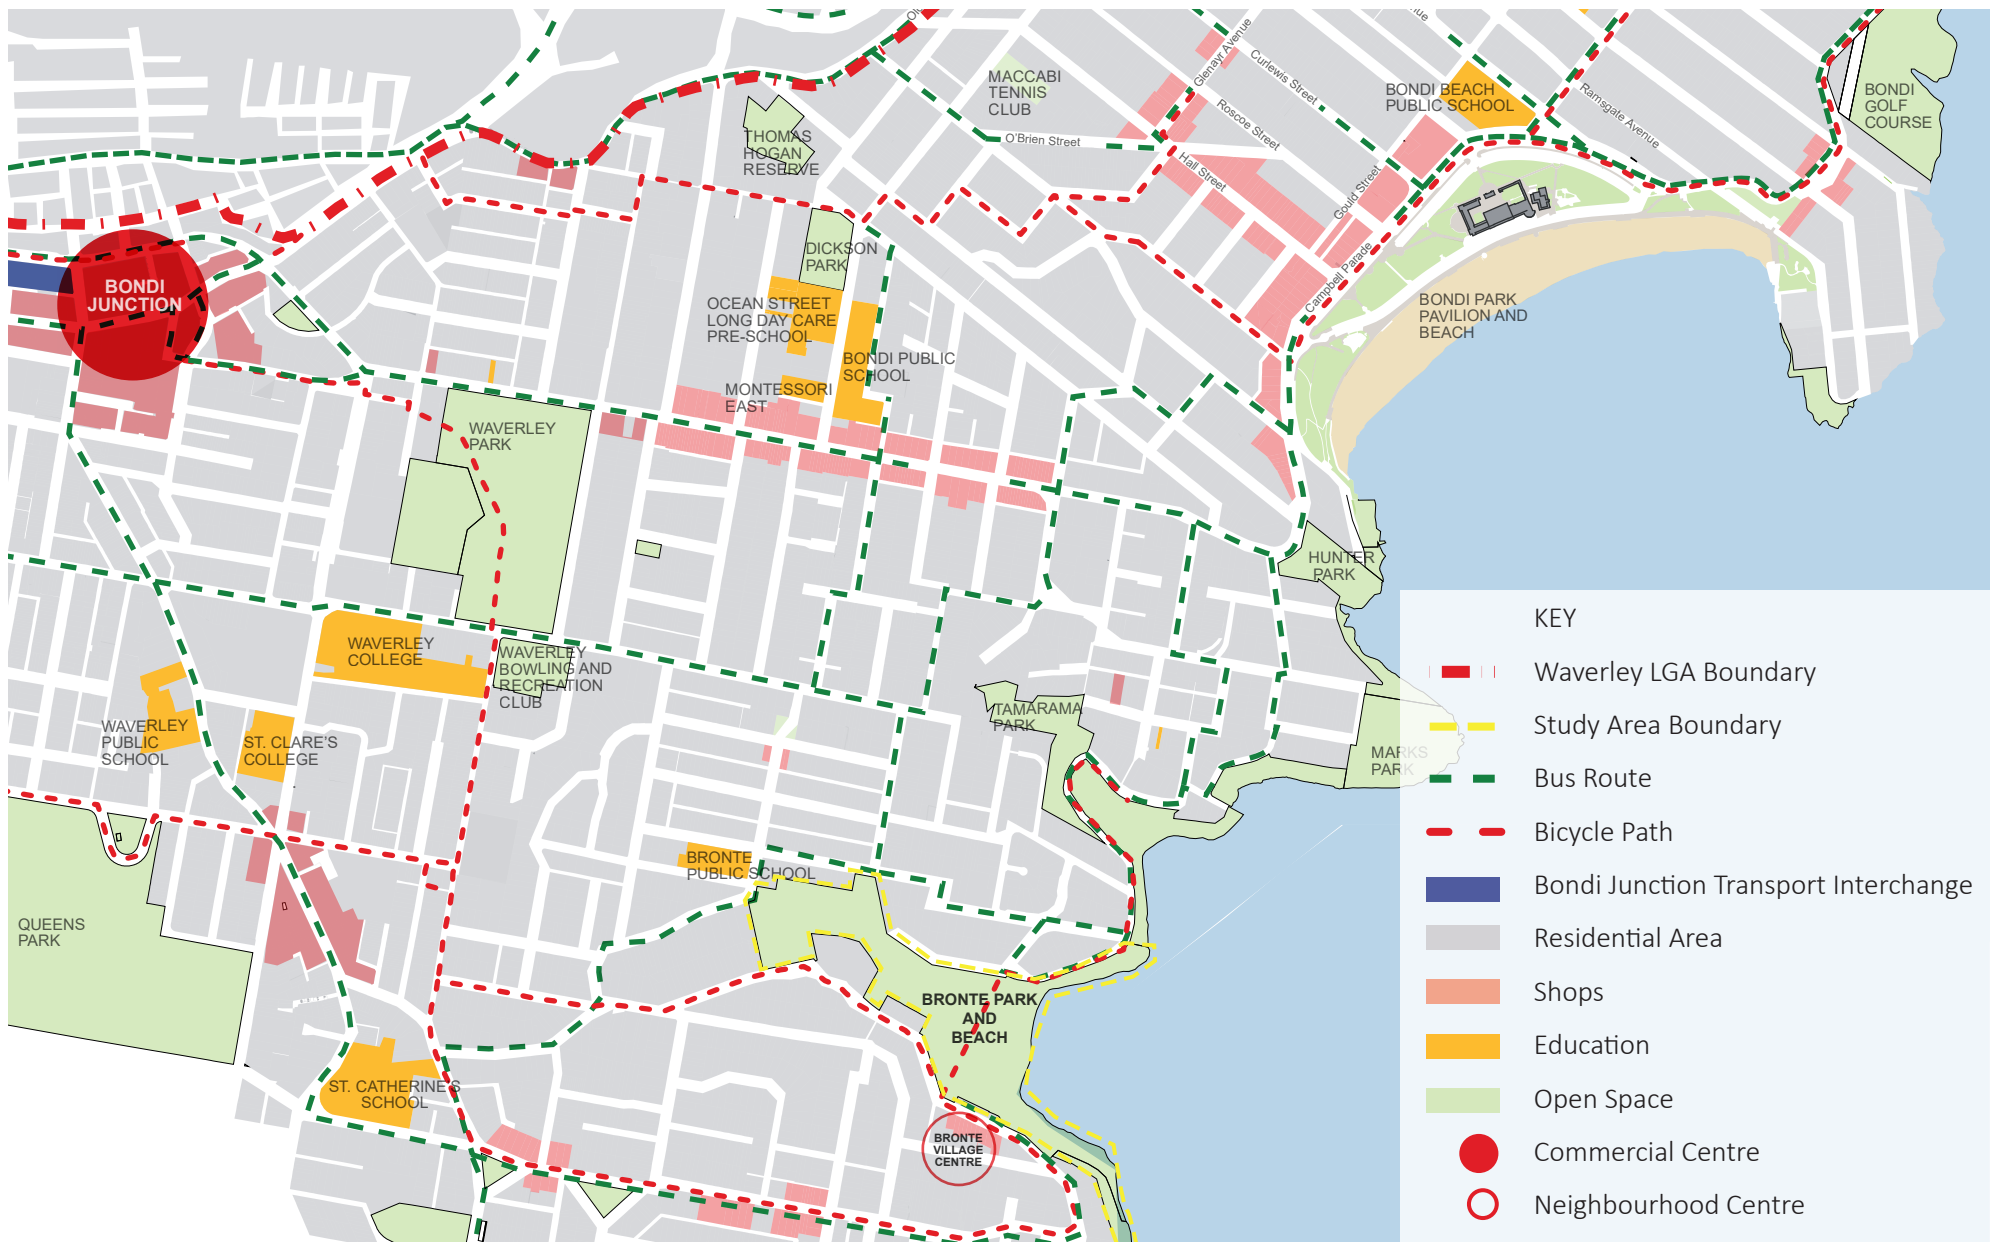 MACCABI
TENNIS
CLUB
Glenayr Avenue
Curlewis Street
Roscoe Street
O'Brien Street
Hall Street
Gould Street
Campbell Parade
Ramsgate Avenue
BONDI BEACH
PUBLIC SCHOOL
BONDI
GOLF
COURSE
THOMAS
HOGAN
RESERVE
DICKSON
PARK
BONDI
JUNCTION
OCEAN STREET
LONG DAY CARE
PRE-SCHOOL
BONDI PUBLIC
SCHOOL
MONTESSORI
EAST
BONDI PARK
PAVILION AND
BEACH
WAVERLEY
PARK
HUNTER
PARK
WAVERLEY
COLLEGE
WAVERLEY
BOWLING AND
RECREATION
CLUB
WAVERLEY
PUBLIC
SCHOOL
ST. CLARE'S
COLLEGE
TAMARAMA
PARK
MARKS
PARK
BRONTE
PUBLIC SCHOOL
QUEENS
PARK
BRONTE PARK
AND
BEACH
ST. CATHERINE'S
SCHOOL
BRONTE
VILLAGE
CENTRE
KEY
Waverley LGA Boundary
Study Area Boundary
Bus Route
Bicycle Path
Bondi Junction Transport Interchange
Residential Area
Shops
Education
Open Space
Commercial Centre
Neighbourhood Centre